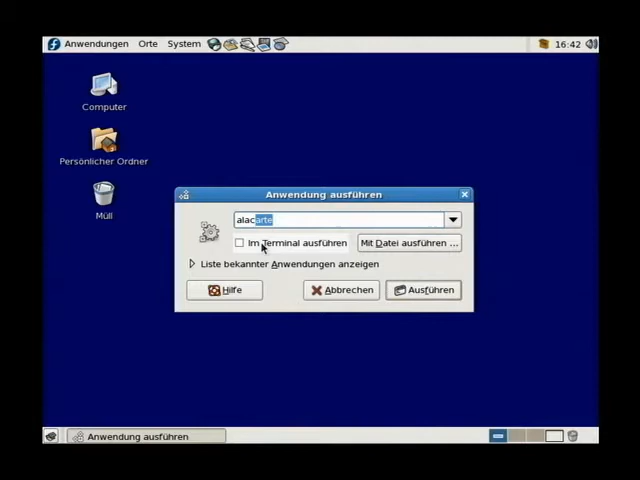 Anwendungen Orte System 16:42
Computer
Persönlicher Ordner
Müll
Anwendung ausführen
alacarte
Im Terminal ausführen Mit Datei ausführen ...
Liste bekannter Anwendungen anzeigen
Hilfe Abbrechen Ausführen
Anwendung ausführen